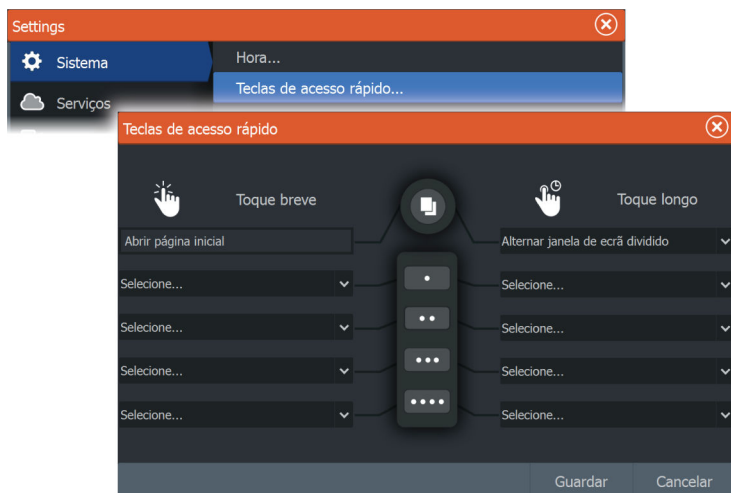 Settings
Sistema
Hora...
Teclas de acesso rápido...
Serviços
Teclas de acesso rápido
Toque breve
Toque longo
Abrir página inicial
Alternar janela de ecrã dividido
Selecione...
Selecione...
Selecione...
Selecione...
Selecione...
Selecione...
Selecione...
Selecione...
Guardar
Cancelar